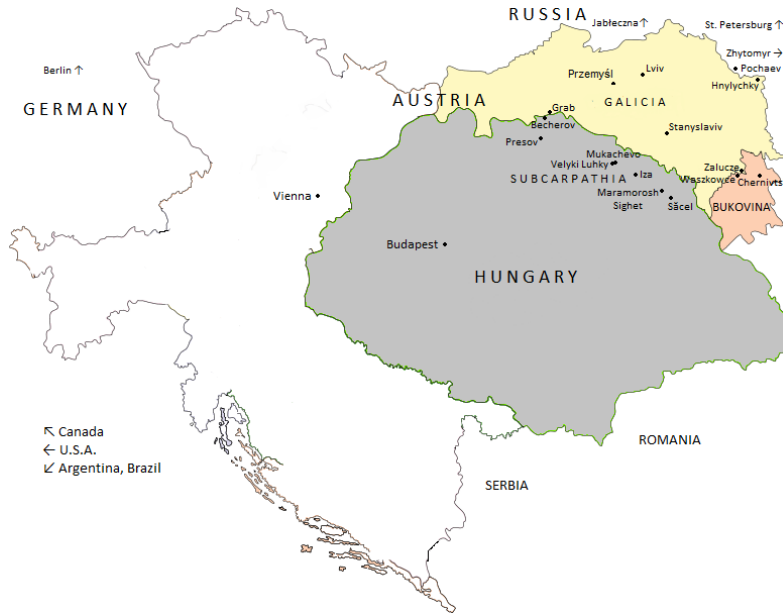 RUSSIA
Jabłeczna↑
St. Petersburg ↑
Zhytomyr →
Berlin ↑
Pochaev
Lviv
Przemyśl
Hnylychky
GERMANY
AUSTRIA
GALICIA
Grab
Becherov
Stanyslaviv
Presov
Mukachevo
Velyki Luhky
Zalucze
Iza
Waszkowce
Chernivts
SUBCARPATHIA
Vienna
Maramorosh
Sighet
Săcel
BUKOVINA
Budapest
HUNGARY
↖ Canada
← U.S.A.
↙ Argentina, Brazil
ROMANIA
SERBIA